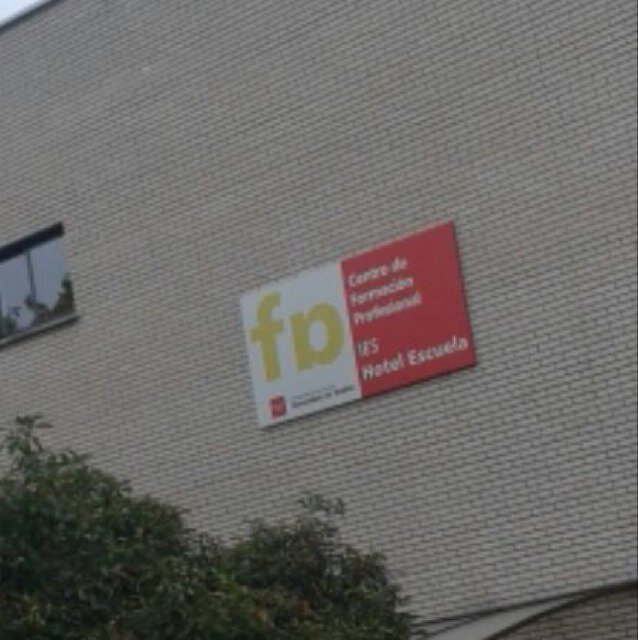 fp
Centro de
Formación
Profesional
IES
Hotel Escuela